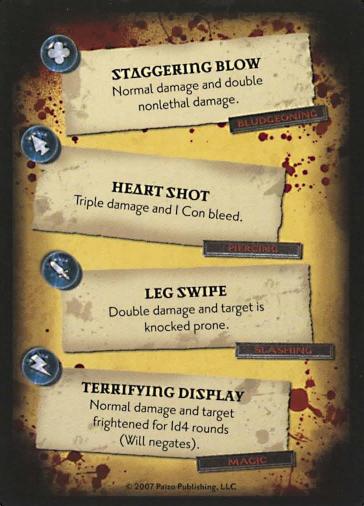 STAGGERING BLOW
Normal damage and double
nonlethal damage.
BLUDGEONING
HEART SHOT
Triple damage and 1 Con bleed.
PIERCING
LEG SWIPE
Double damage and target is
knocked prone.
SLASHING
TERRIFYING DISPLAY
Normal damage and target
frightened for 1d4 rounds
(Will negates).
MAGIC
© 2007 Paizo Publishing, LLC